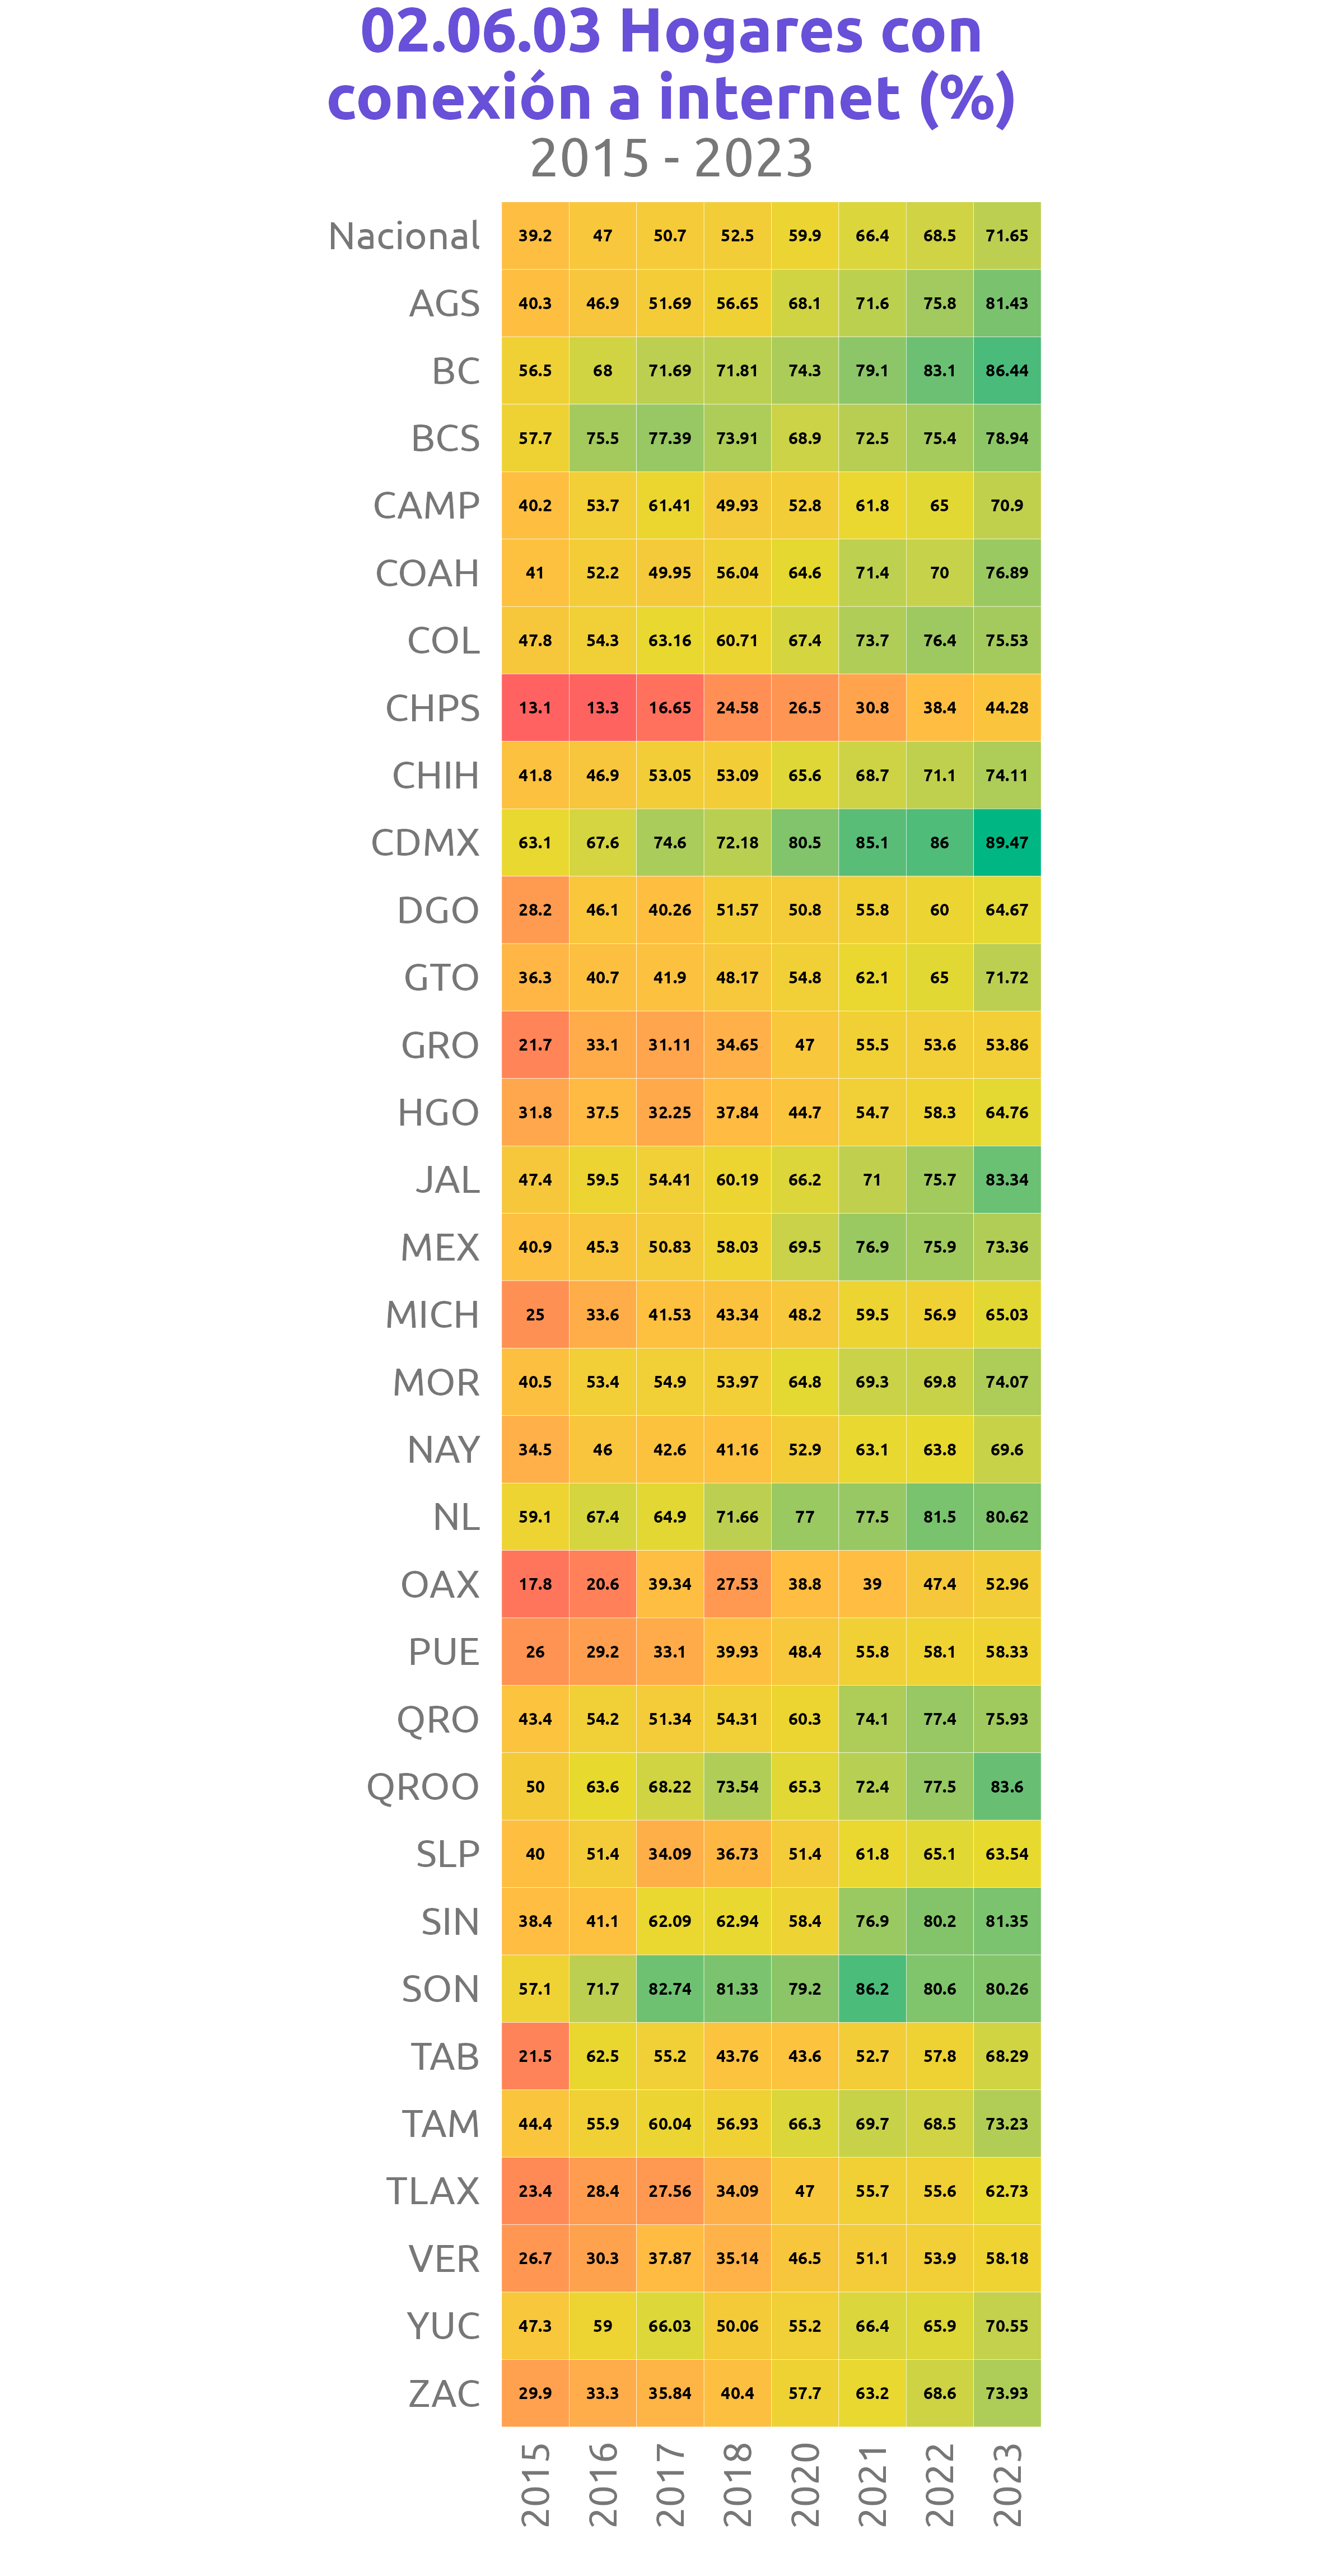 02.06.03 Hogares con
conexión a internet (%)
2015 - 2023
Nacional 39.2 47 50.7 52.5 59.9 66.4 68.5 71.65
AGS 40.3 46.9 51.69 56.65 68.1 71.6 75.8 81.43
BC 56.5 68 71.69 71.81 74.3 79.1 83.1 86.44
BCS 57.7 75.5 77.39 73.91 68.9 72.5 75.4 78.94
CAMP 40.2 53.7 61.41 49.93 52.8 61.8 65 70.9
COAH 41 52.2 49.95 56.04 64.6 71.4 70 76.89
COL 47.8 54.3 63.16 60.71 67.4 73.7 76.4 75.53
CHPS 13.1 13.3 16.65 24.58 26.5 30.8 38.4 44.28
CHIH 41.8 46.9 53.05 53.09 65.6 68.7 71.1 74.11
CDMX 63.1 67.6 74.6 72.18 80.5 85.1 86 89.47
DGO 28.2 46.1 40.26 51.57 50.8 55.8 60 64.67
GTO 36.3 40.7 41.9 48.17 54.8 62.1 65 71.72
GRO 21.7 33.1 31.11 34.65 47 55.5 53.6 53.86
HGO 31.8 37.5 32.25 37.84 44.7 54.7 58.3 64.76
JAL 47.4 59.5 54.41 60.19 66.2 71 75.7 83.34
MEX 40.9 45.3 50.83 58.03 69.5 76.9 75.9 73.36
MICH 25 33.6 41.53 43.34 48.2 59.5 56.9 65.03
MOR 40.5 53.4 54.9 53.97 64.8 69.3 69.8 74.07
NAY 34.5 46 42.6 41.16 52.9 63.1 63.8 69.6
NL 59.1 67.4 64.9 71.66 77 77.5 81.5 80.62
OAX 17.8 20.6 39.34 27.53 38.8 39 47.4 52.96
PUE 26 29.2 33.1 39.93 48.4 55.8 58.1 58.33
QRO 43.4 54.2 51.34 54.31 60.3 74.1 77.4 75.93
QROO 50 63.6 68.22 73.54 65.3 72.4 77.5 83.6
SLP 40 51.4 34.09 36.73 51.4 61.8 65.1 63.54
SIN 38.4 41.1 62.09 62.94 58.4 76.9 80.2 81.35
SON 57.1 71.7 82.74 81.33 79.2 86.2 80.6 80.26
TAB 21.5 62.5 55.2 43.76 43.6 52.7 57.8 68.29
TAM 44.4 55.9 60.04 56.93 66.3 69.7 68.5 73.23
TLAX 23.4 28.4 27.56 34.09 47 55.7 55.6 62.73
VER 26.7 30.3 37.87 35.14 46.5 51.1 53.9 58.18
YUC 47.3 59 66.03 50.06 55.2 66.4 65.9 70.55
ZAC 29.9 33.3 35.84 40.4 57.7 63.2 68.6 73.93
2015 2016 2017 2018 2020 2021 2022 2023